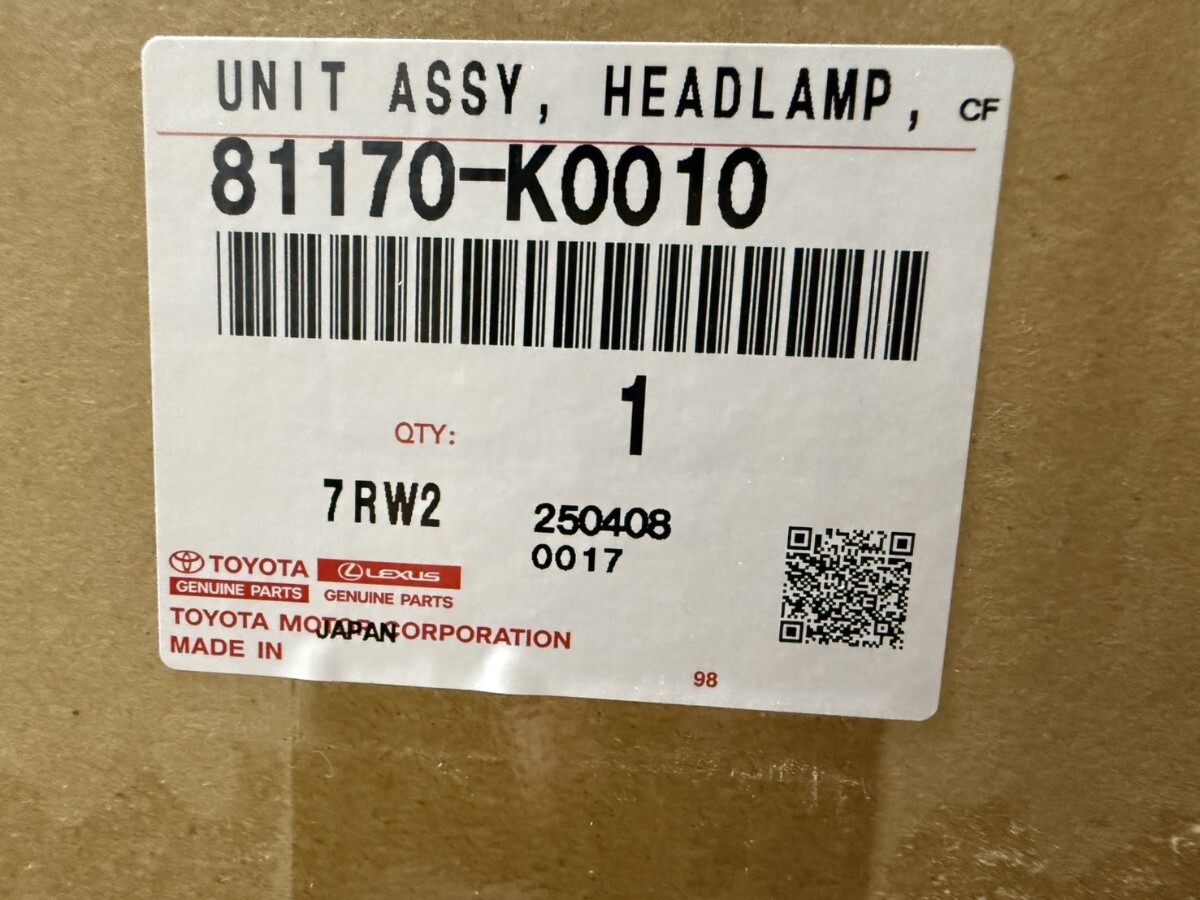 UNIT ASSY, HEADLAMP, CF
81170-K0010
QTY: 1
7RW2 250408
0017
TOYOTA LEXUS
GENUINE PARTS GENUINE PARTS
TOYOTA MOTOR CORPORATION
MADE IN JAPAN
98